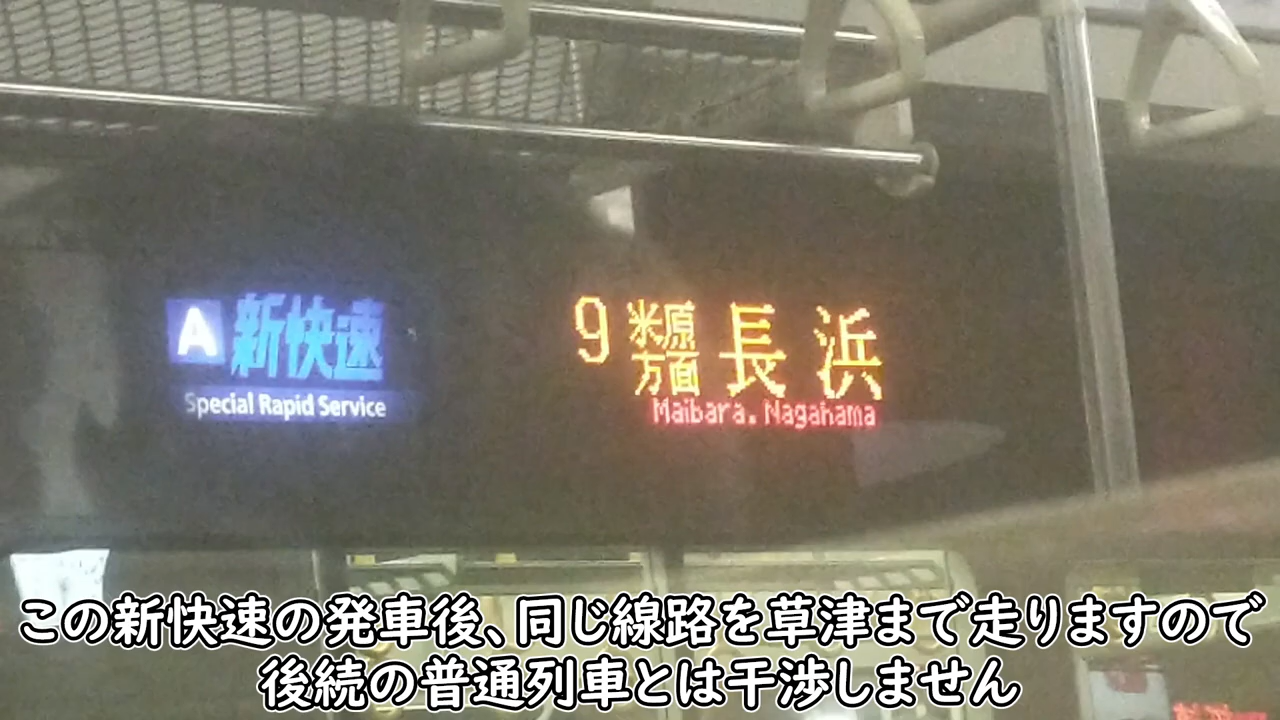 A 新快速
Special Rapid Service
9 米原方面 長浜
Maibara. Nagahama
この新快速の発車後、同じ線路を草津まで走りますので
後続の普通列車とは干渉しません